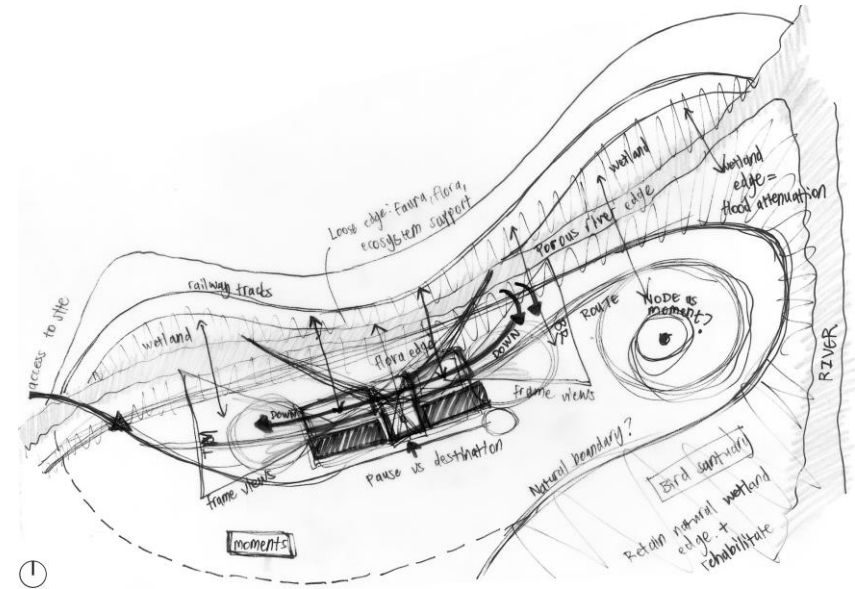 wetland
wetland
edge =
flood attenuation
Loose edge: fauna, flora,
ecosystem support
Porous river edge
railway tracks
access to site
wetland
flora edge
DOWN
ROUTE
NODE as
moment?
RIVER
DOWN
frame views
frame views
Pause vs destination
Natural boundary?
Bird santuary
Retain natural wetland
edge +
rehabilitate
moments